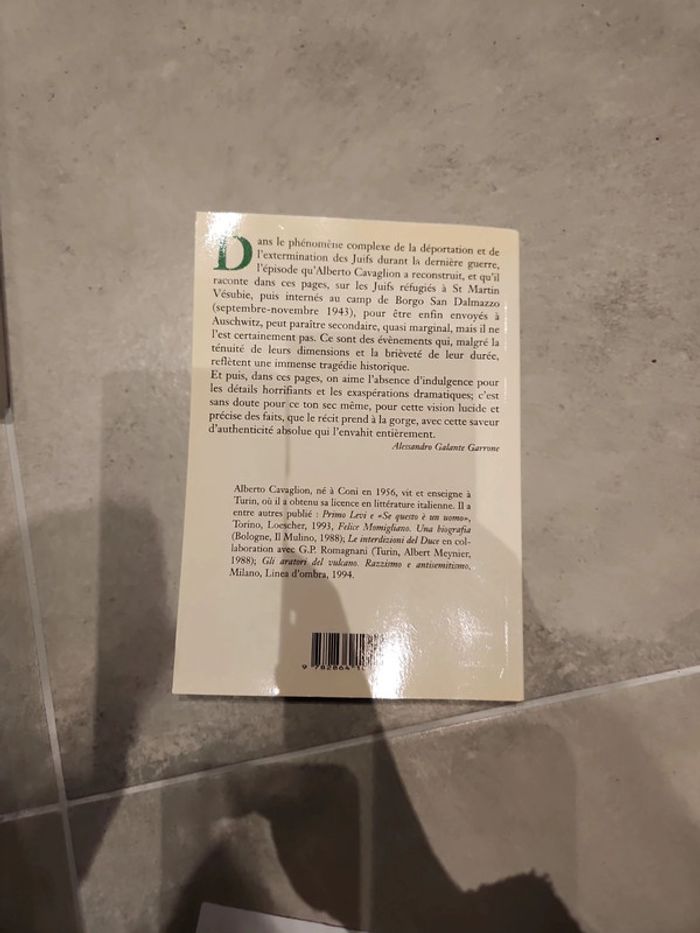 Dans le phénomène complexe de la déportation et de
l'extermination des Juifs durant la dernière guerre,
l'épisode qu'Alberto Cavaglion a reconstruit, et qu'il
raconte dans ces pages, sur les Juifs réfugiés à St Martin
Vésubie, puis internés au camp de Borgo San Dalmazzo
(septembre-novembre 1943), pour être enfin envoyés à
Auschwitz, peut paraître secondaire, quasi marginal, mais il ne
l'est certainement pas. Ce sont des évènements qui, malgré la
ténuité de leurs dimensions et la brièveté de leur durée,
reflètent une immense tragédie historique.
Et puis, dans ces pages, on aime l'absence d'indulgence pour
les détails horrifiants et les exaspérations dramatiques; c'est
sans doute pour ce ton sec même, pour cette vision lucide et
précise des faits, que le récit prend à la gorge, avec cette saveur
d'authenticité absolue qui l'envahit entièrement.
Alessandro Galante Garrone
Alberto Cavaglion, né à Coni en 1956, vit et enseigne à
Turin, où il a obtenu sa licence en littérature italienne. Il a
entre autres publié : Primo Levi e «Se questo è un uomo»,
Torino, Loescher, 1993, Felice Momigliano. Una biografia
(Bologne, Il Mulino, 1988); Le interdizioni del Duce en col-
laboration avec G.P. Romagnani (Turin, Albert Meynier,
1988); Gli aratori del vulcano. Razzismo e antisemitismo,
Milano, Linea d'ombra, 1994.
9 782864